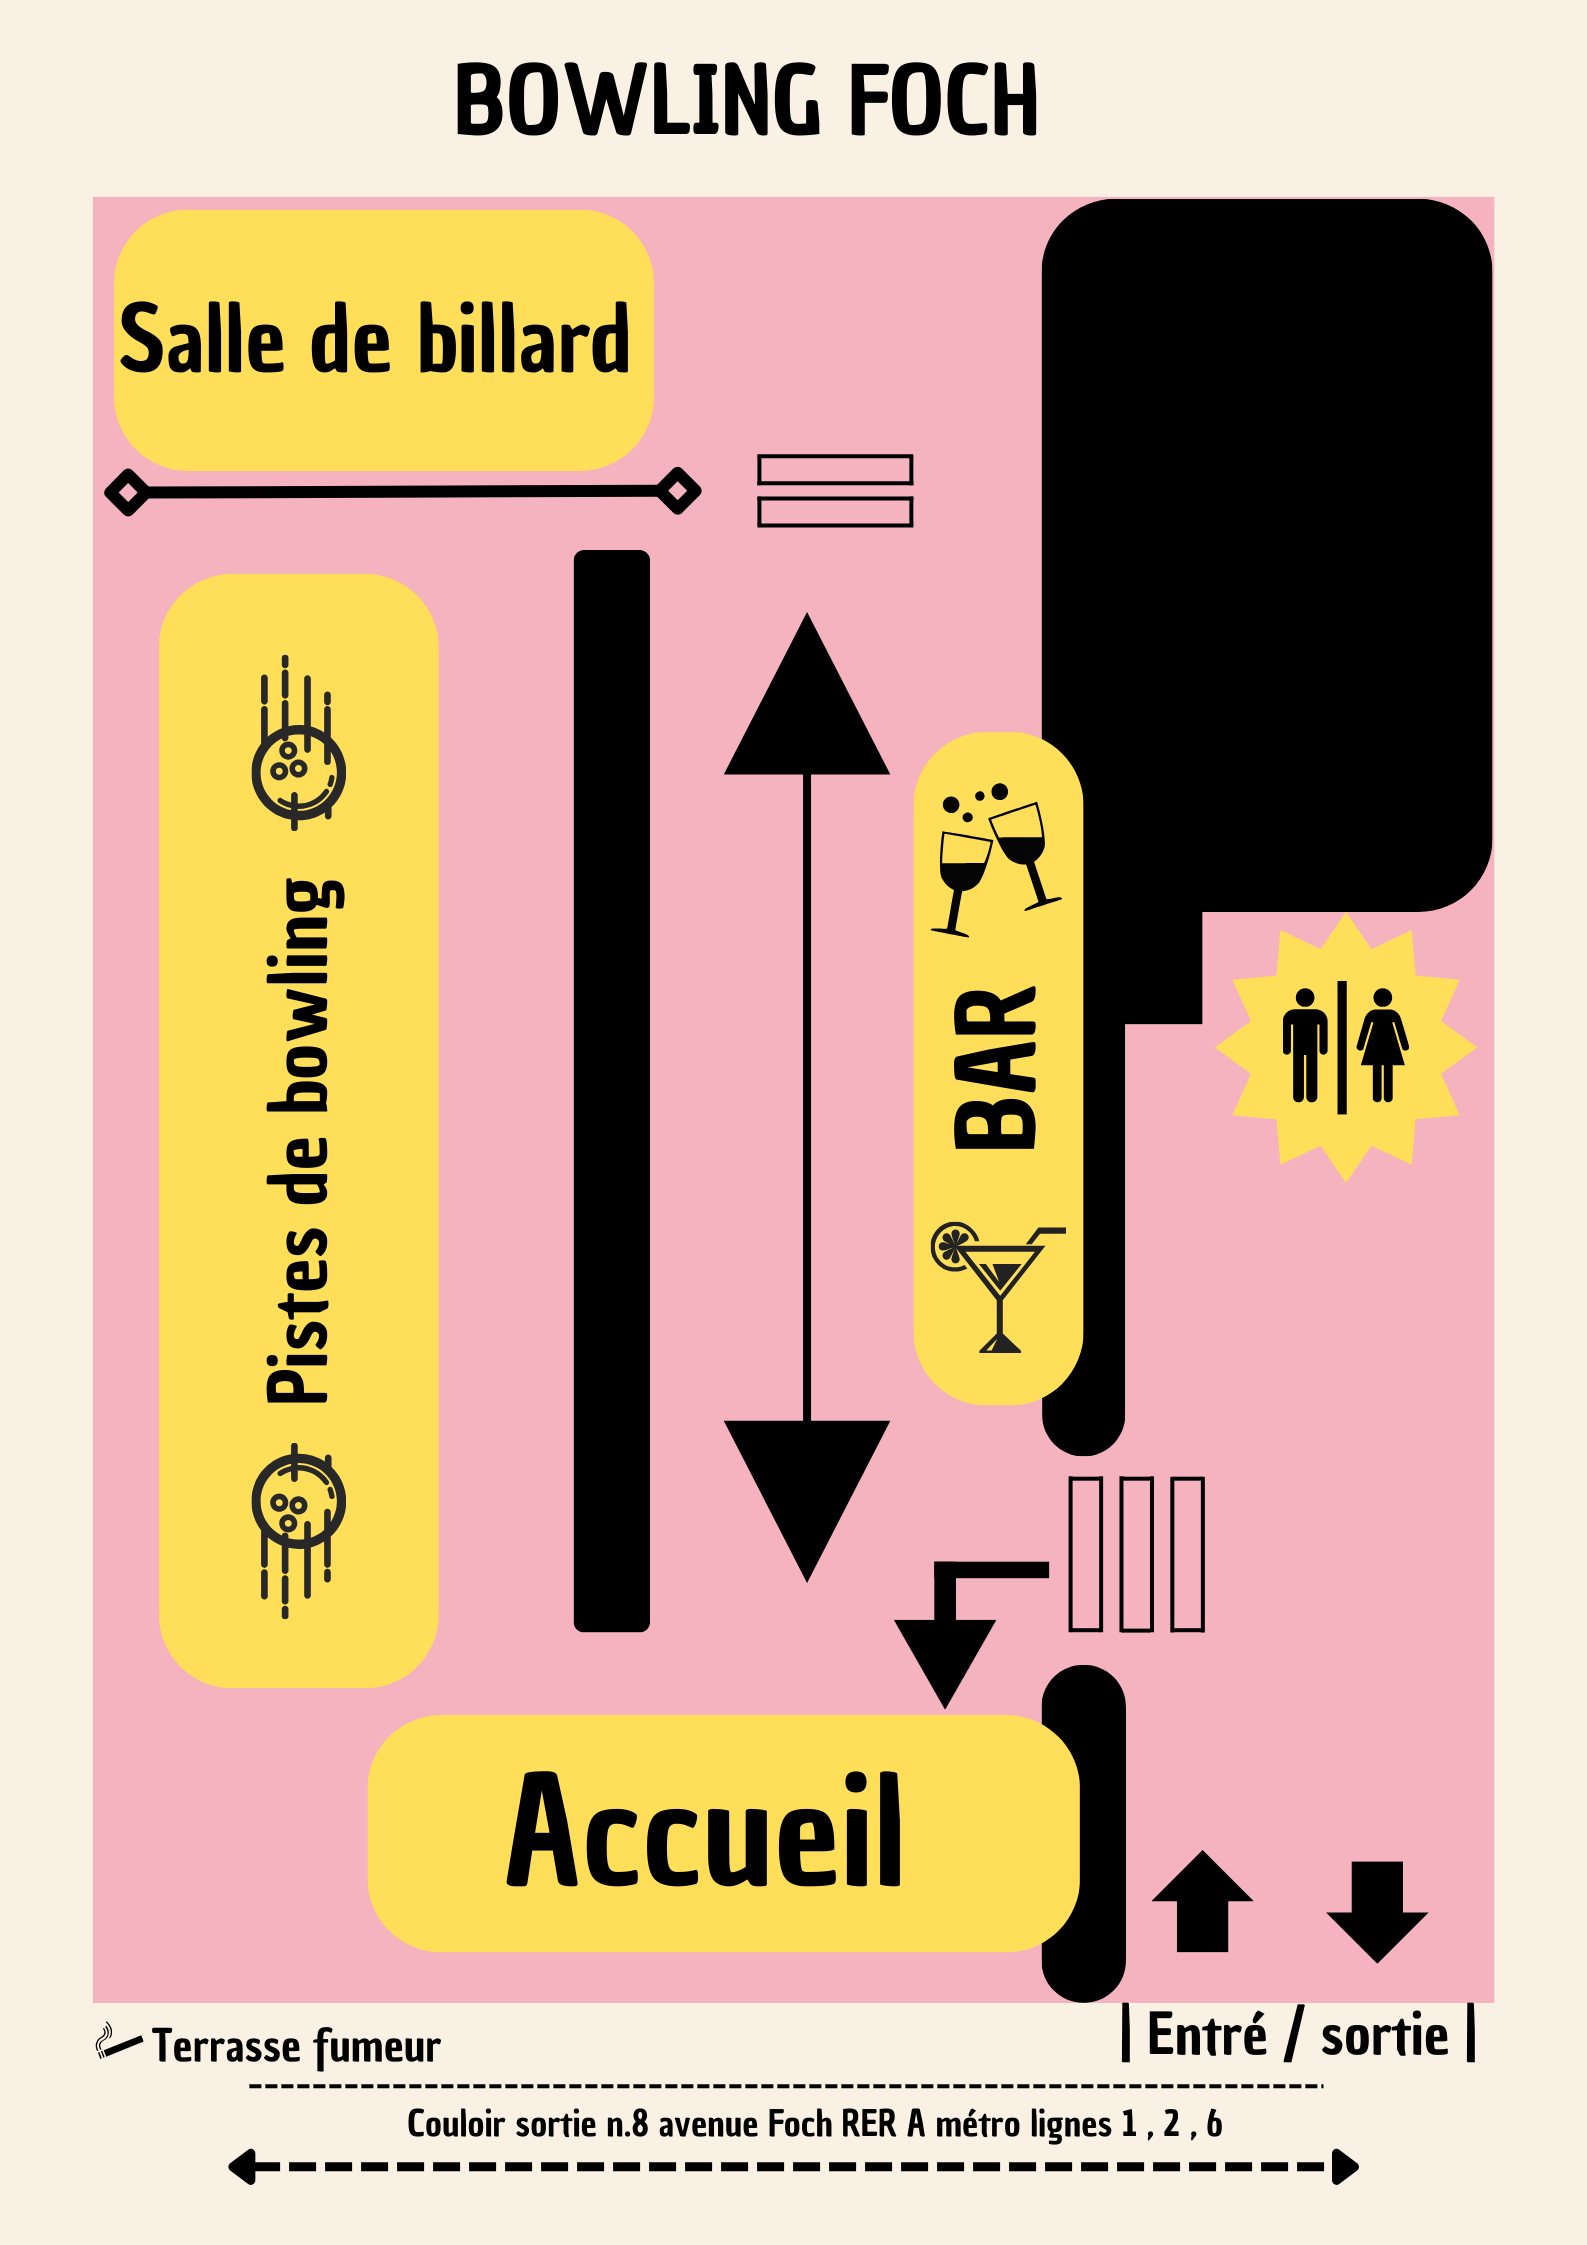 BOWLING FOCH
Salle de billard
Pistes de bowling
BAR
Accueil
Terrasse fumeur
| Entré / sortie |
Couloir sortie n.8 avenue Foch RER A métro lignes 1 , 2 , 6